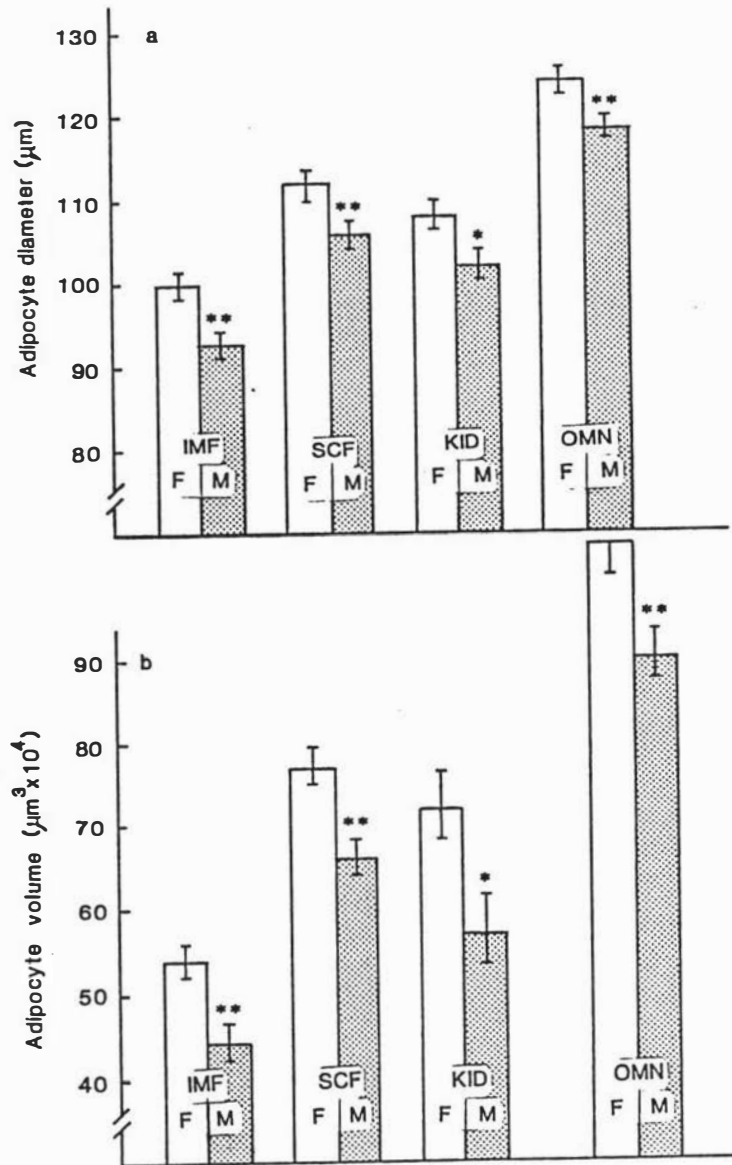 a
Adipocyte diameter (µm)
130
120
110
100
90
80
**
**
*
**
IMF
F M
SCF
F M
KID
F M
OMN
F M
b
Adipocyte volume (µm³x10⁴)
90
80
70
60
50
40
**
**
*
**
IMF
F M
SCF
F M
KID
F M
OMN
F M